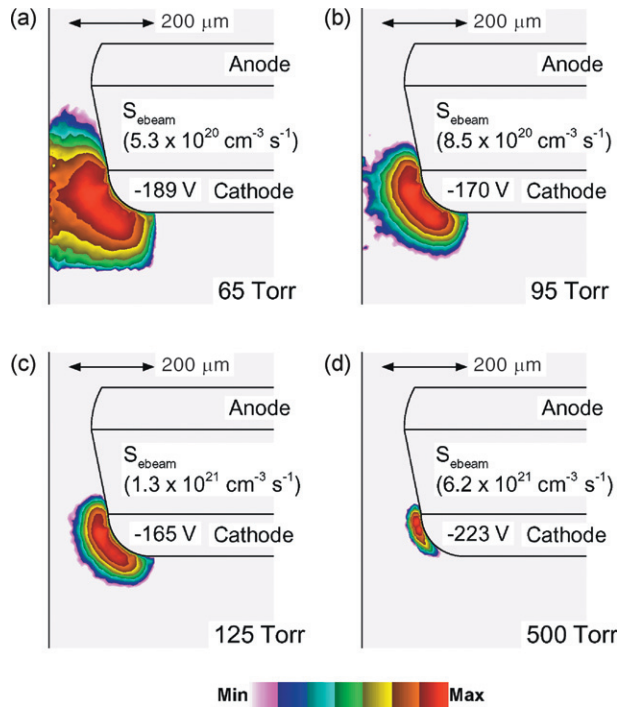 (a) 200 μm
Anode
S_ebeam
(5.3 x 10^20 cm^-3 s^-1)
-189 V Cathode
65 Torr
(b) 200 μm
Anode
S_ebeam
(8.5 x 10^20 cm^-3 s^-1)
-170 V Cathode
95 Torr
(c) 200 μm
Anode
S_ebeam
(1.3 x 10^21 cm^-3 s^-1)
-165 V Cathode
125 Torr
(d) 200 μm
Anode
S_ebeam
(6.2 x 10^21 cm^-3 s^-1)
-223 V Cathode
500 Torr
Min Max